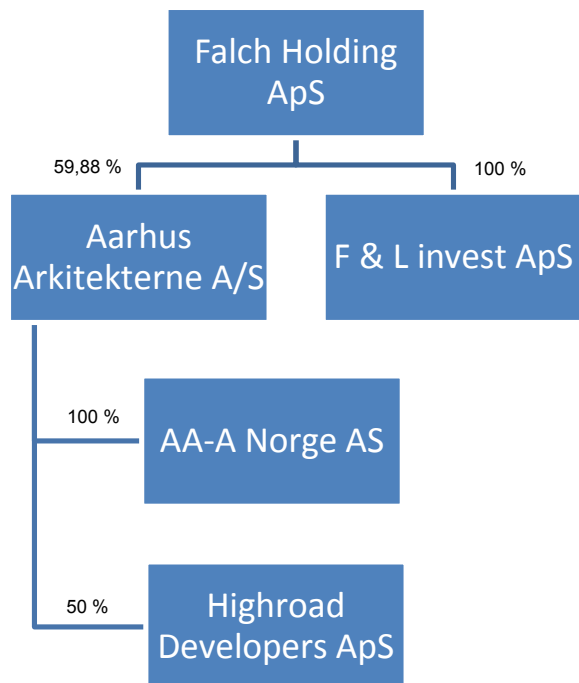 Falch Holding
ApS
59,88 %
100 %
Aarhus
Arkitekterne A/S
F & L invest ApS
100 %
AA-A Norge AS
50 %
Highroad
Developers ApS